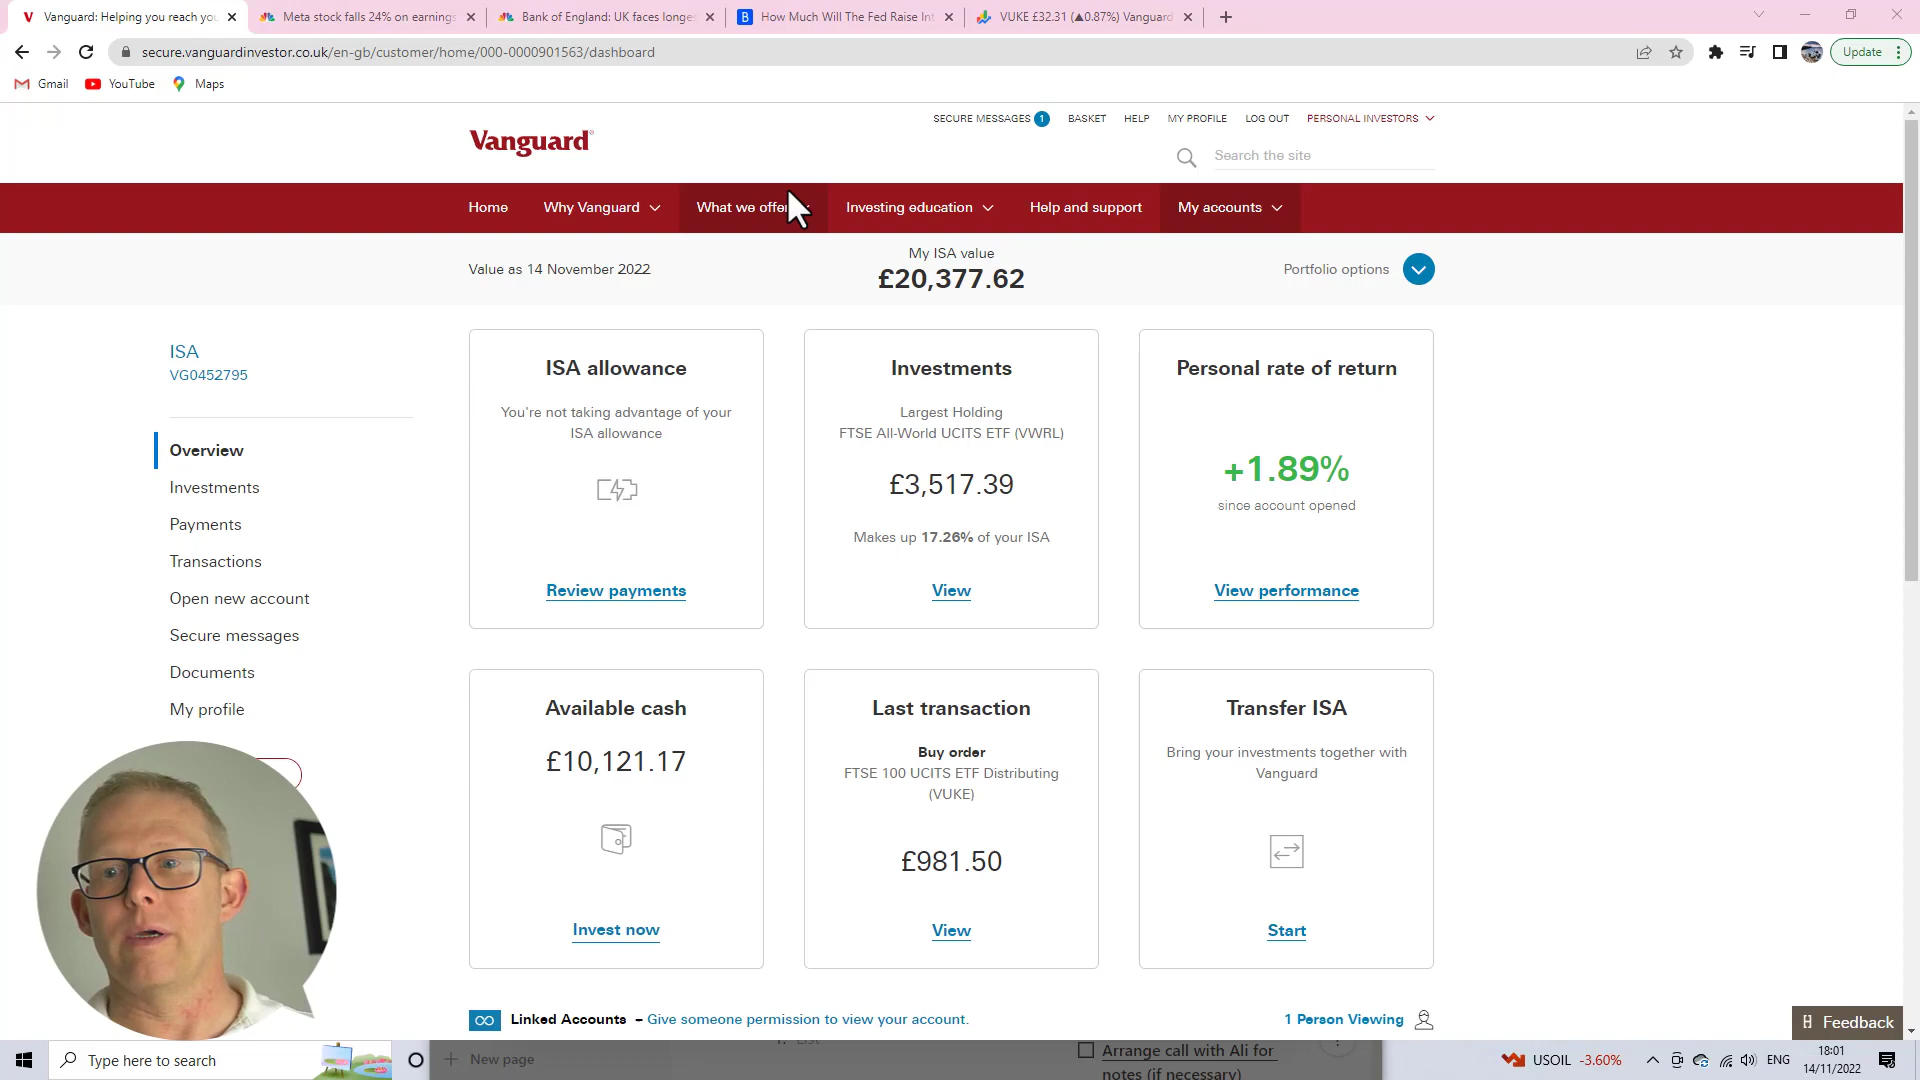 Vanguard: Helping you reach you
Meta stock falls 24% on earnings
Bank of England: UK faces longes
How Much Will The Fed Raise Int
VUKE £32.31 (▲0.87%) Vanguard
secure.vanguardinvestor.co.uk/en-gb/customer/home/000-0000901563/dashboard
Update
Gmail
YouTube
Maps
SECURE MESSAGES 1
BASKET
HELP
MY PROFILE
LOG OUT
PERSONAL INVESTORS
Vanguard
Search the site
Home
Why Vanguard
What we offer
Investing education
Help and support
My accounts
Value as 14 November 2022
My ISA value
£20,377.62
Portfolio options
ISA
VG0452795
Overview
Investments
Payments
Transactions
Open new account
Secure messages
Documents
My profile
ISA allowance
You're not taking advantage of your
ISA allowance
Review payments
Investments
Largest Holding
FTSE All-World UCITS ETF (VWRL)
£3,517.39
Makes up 17.26% of your ISA
View
Personal rate of return
+1.89%
since account opened
View performance
Available cash
£10,121.17
Invest now
Last transaction
Buy order
FTSE 100 UCITS ETF Distributing
(VUKE)
£981.50
View
Transfer ISA
Bring your investments together with
Vanguard
Start
Linked Accounts – Give someone permission to view your account.
1 Person Viewing
Feedback
Type here to search
New page
Arrange call with Ali for
notes (if necessary)
USOIL -3.60%
ENG
18:01
14/11/2022